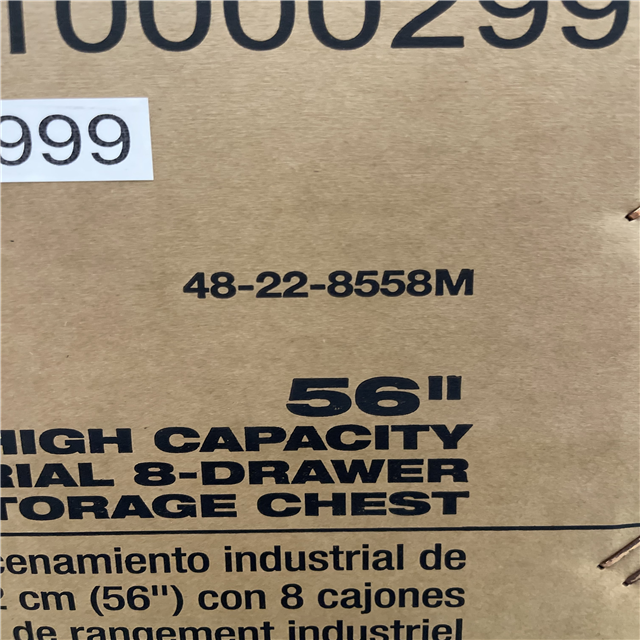 10000299
999
48-22-8558M
56"
HIGH CAPACITY
RIAL 8-DRAWER
TORAGE CHEST
cenamiento industrial de
2 cm (56") con 8 cajones
de rangement industriel